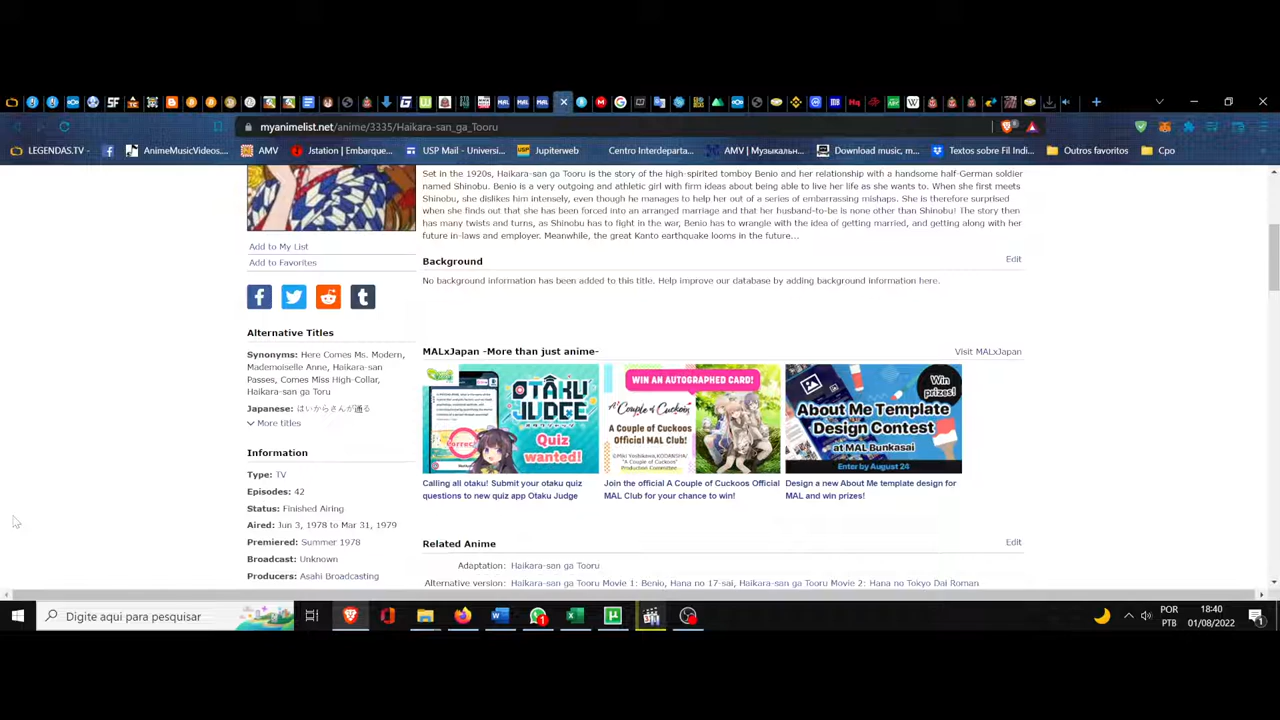 myanimelist.net/anime/3335/Haikara-san_ga_Tooru
LEGENDAS.TV - AnimeMusicVideos... AMV Jstation | Embarque... USP Mail - Universi... Jupiterweb Centro Interdeparta... AMV | Музыкальн... Download music, m... Textos sobre Fil Indi... Outros favoritos Cpo
Set in the 1920s, Haikara-san ga Tooru is the story of the high-spirited tomboy Benio and her relationship with a handsome half-German soldier
named Shinobu. Benio is a very outgoing and athletic girl with firm ideas about being able to live her life as she wants to. When she first meets
Shinobu, she dislikes him intensely, even though he manages to help her out of a series of embarrassing mishaps. She is therefore surprised
when she finds out that she has been forced into an arranged marriage and that her husband-to-be is none other than Shinobu! The story then
has many twists and turns, as Shinobu has to fight in the war, Benio has to wrangle with the idea of getting married, and getting along with her
future in-laws and employer. Meanwhile, the great Kanto earthquake looms in the future...
Add to My List
Add to Favorites
Background Edit
No background information has been added to this title. Help improve our database by adding background information here.
Alternative Titles
Synonyms: Here Comes Ms. Modern,
Mademoiselle Anne, Haikara-san
Passes, Comes Miss High-Collar,
Haikara-san ga Toru
Japanese: はいからさんが通る
More titles
Information
Type: TV
Episodes: 42
Status: Finished Airing
Aired: Jun 3, 1978 to Mar 31, 1979
Premiered: Summer 1978
Broadcast: Unknown
Producers: Asahi Broadcasting
MALxJapan -More than just anime- Visit MALxJapan
OTAKU
JUDGE
Quiz
wanted!
Correct
WIN AN AUTOGRAPHED CARD!
A Couple of Cuckoos
A Couple of Cuckoos
Official MAL Club!
©Miki Yoshikawa,KODANSHA/
"A Couple of Cuckoos"
Production Committee
Win
prizes!
About Me Template
Design Contest
at MAL Bunkasai
Enter by August 24
Calling all otaku! Submit your otaku quiz
questions to new quiz app Otaku Judge
Join the official A Couple of Cuckoos Official
MAL Club for your chance to win!
Design a new About Me template design for
MAL and win prizes!
Related Anime Edit
Adaptation: Haikara-san ga Tooru
Alternative version: Haikara-san ga Tooru Movie 1: Benio, Hana no 17-sai, Haikara-san ga Tooru Movie 2: Hana no Tokyo Dai Roman
Digite aqui para pesquisar
POR
PTB
18:40
01/08/2022